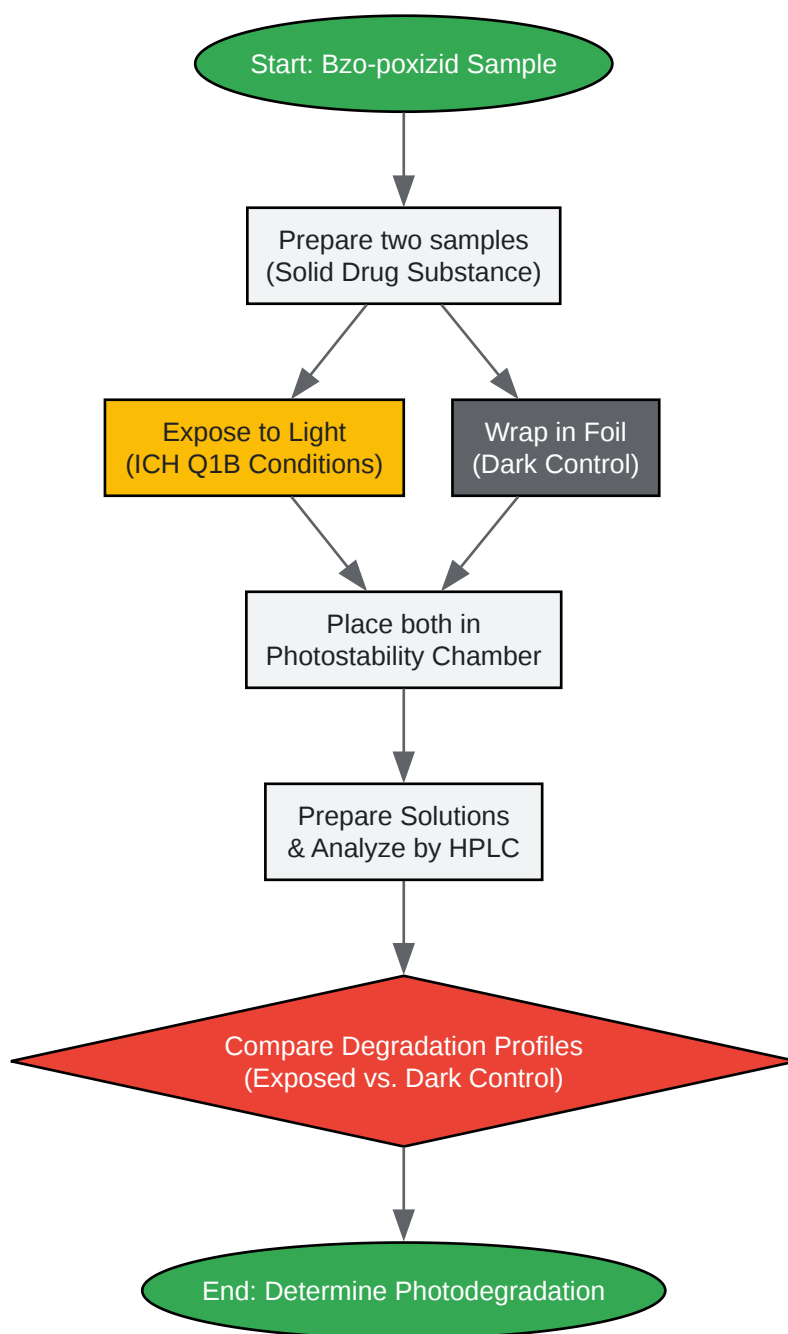 Start: Bzo-poxizid Sample
Prepare two samples
(Solid Drug Substance)
Expose to Light
(ICH Q1B Conditions)
Wrap in Foil
(Dark Control)
Place both in
Photostability Chamber
Prepare Solutions
& Analyze by HPLC
Compare Degradation Profiles
(Exposed vs. Dark Control)
End: Determine Photodegradation